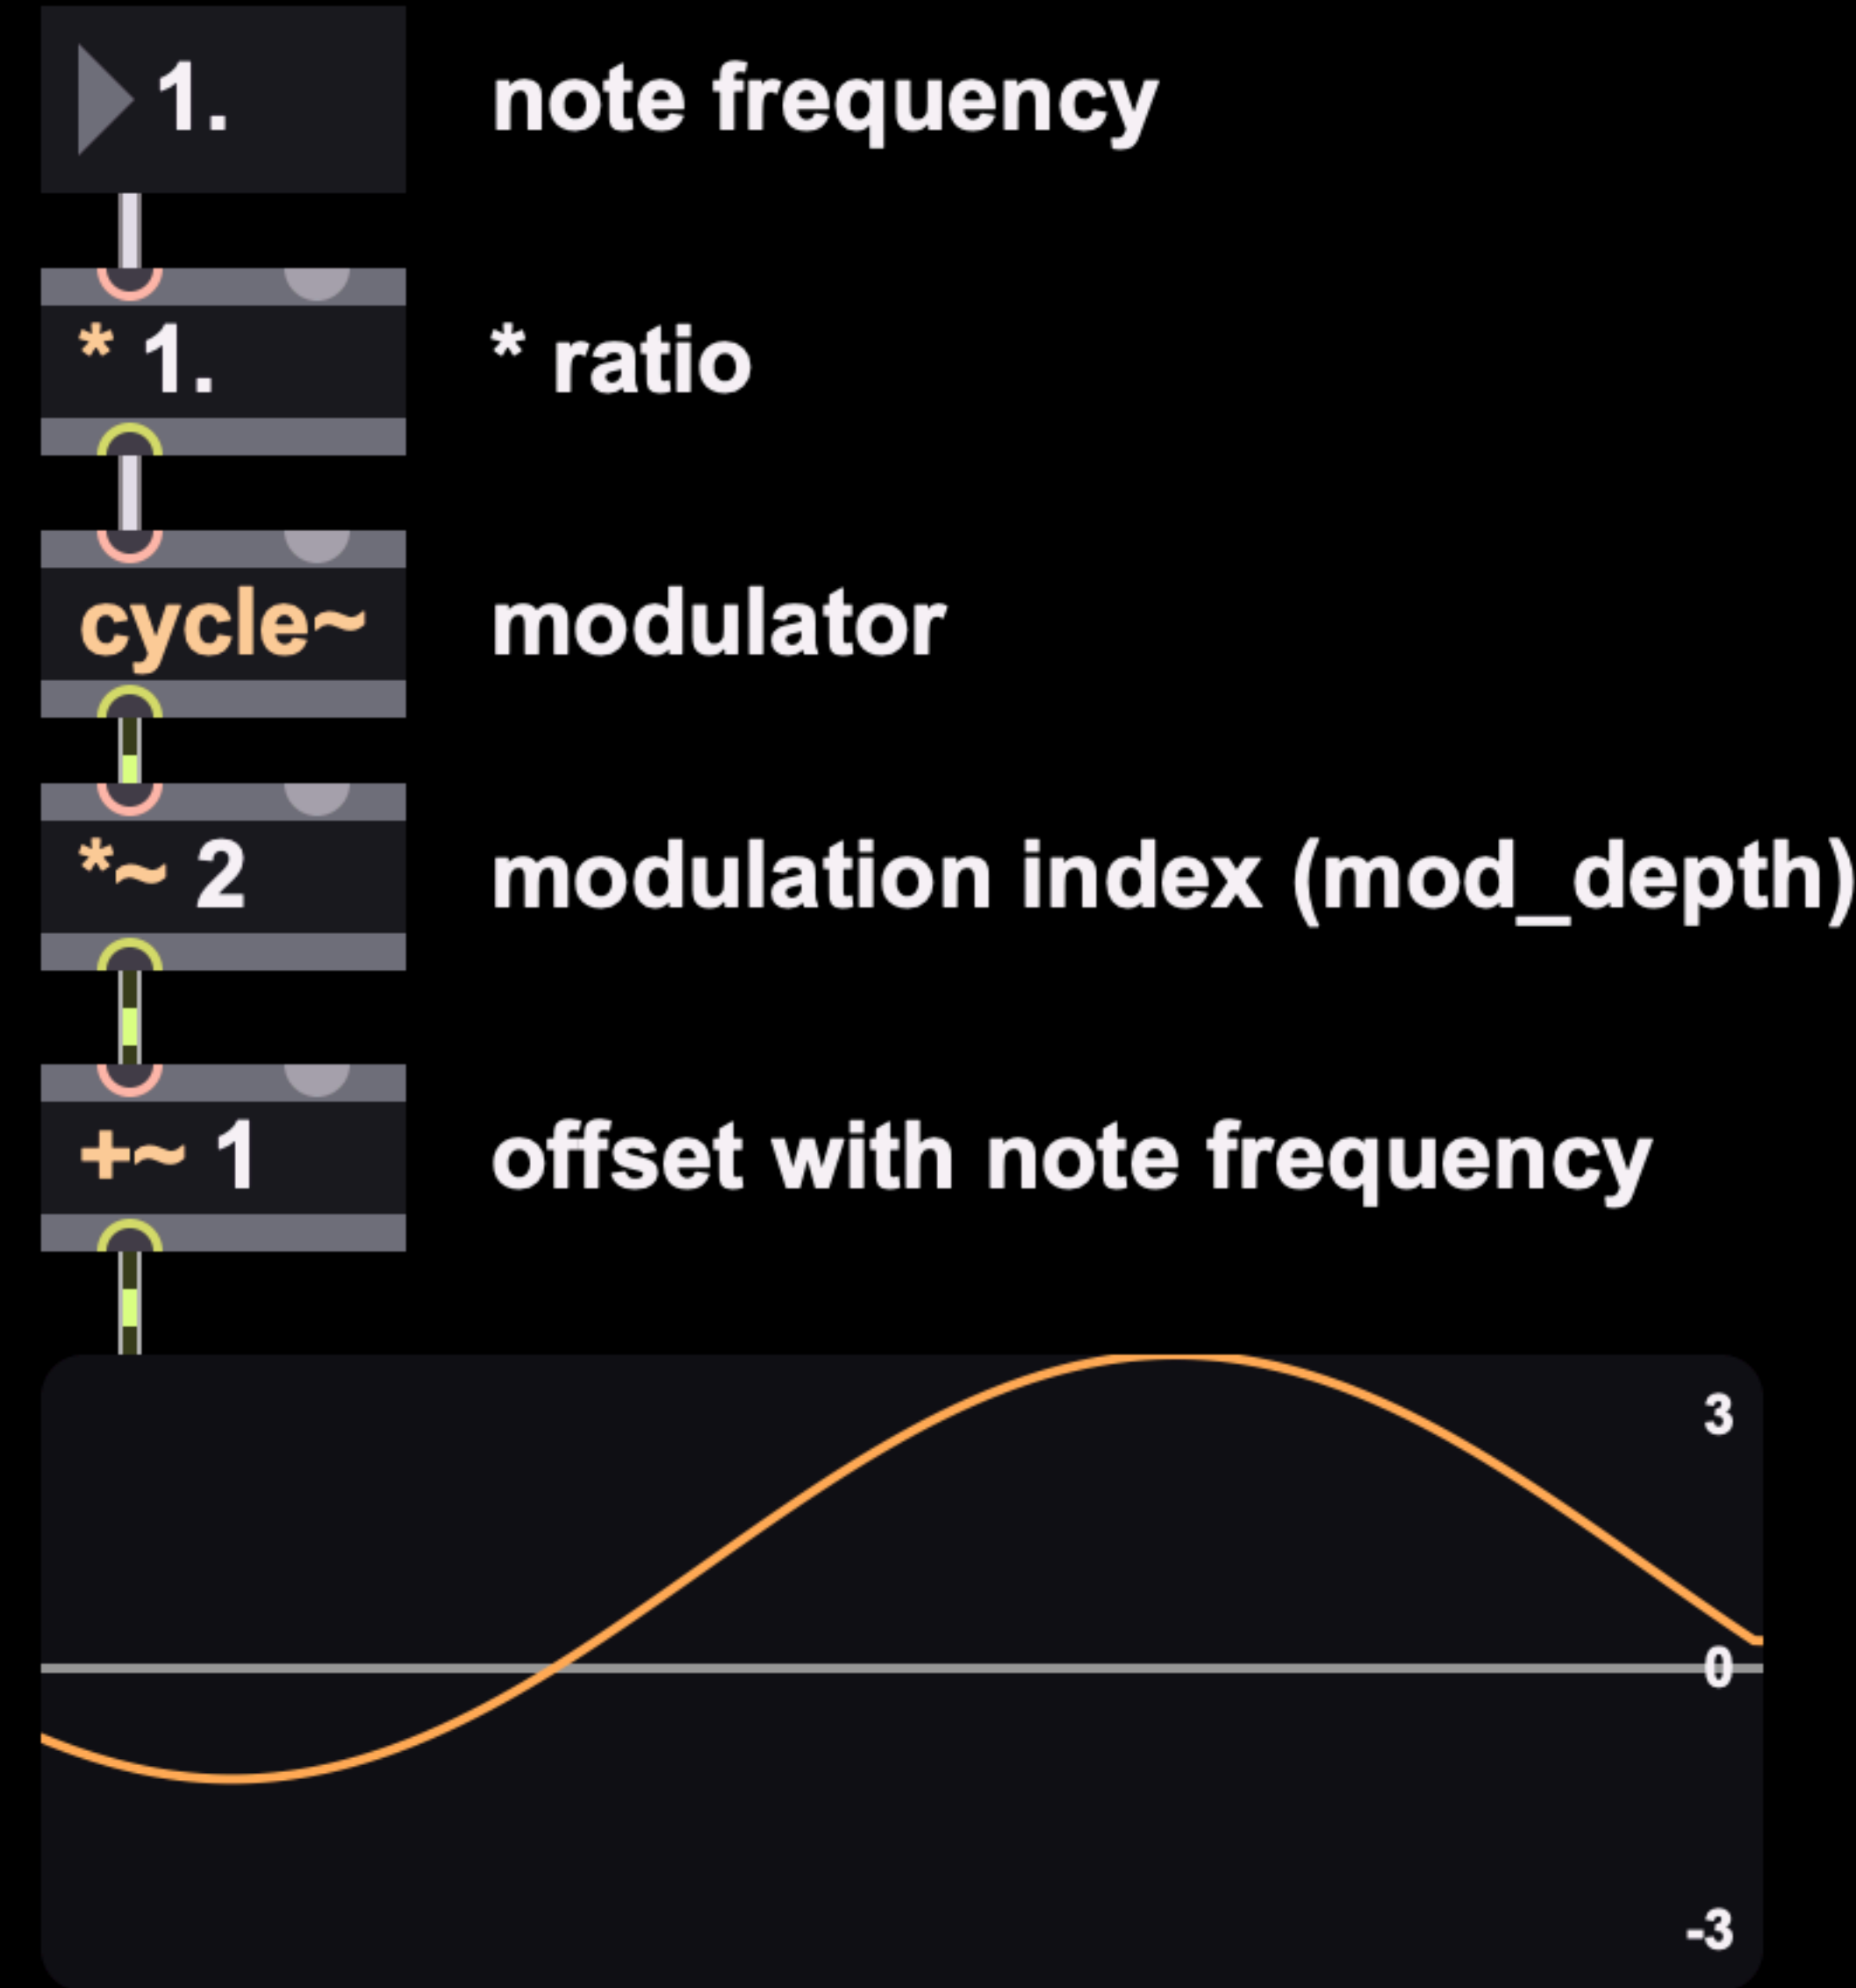 1. note frequency
* 1. * ratio
cycle~ modulator
*~ 2 modulation index (mod_depth)
+~ 1 offset with note frequency
3
0
-3